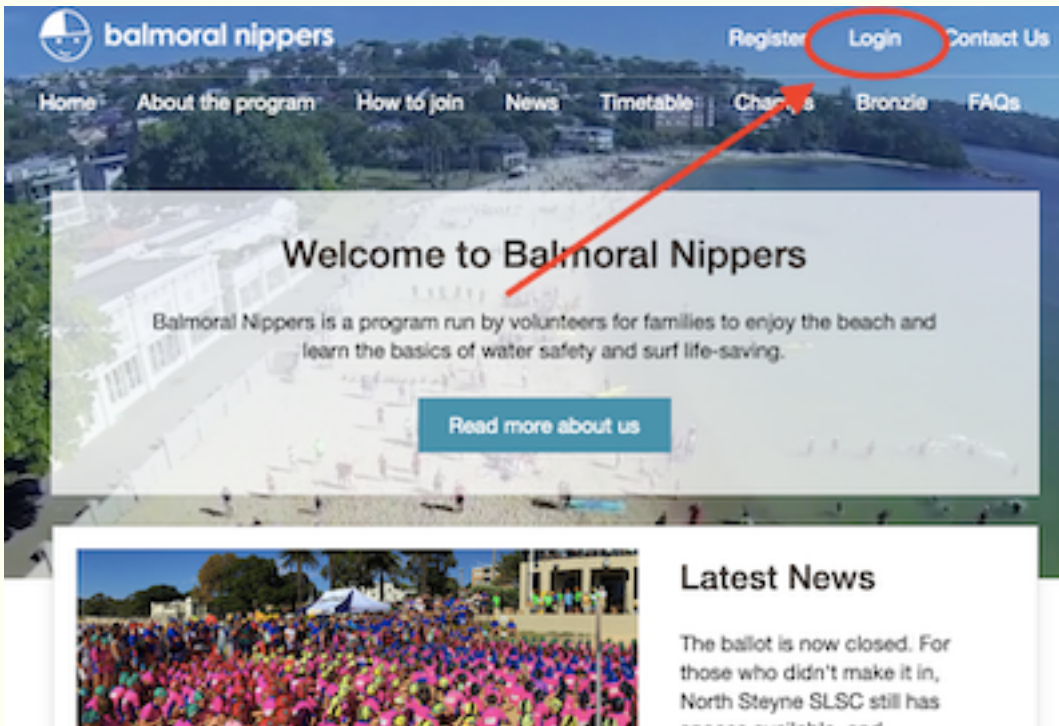 balmoral nippers
Register Login Contact Us
Home About the program How to join News Timetable Champs Bronzie FAQs
Welcome to Balmoral Nippers
Balmoral Nippers is a program run by volunteers for families to enjoy the beach and
learn the basics of water safety and surf life-saving.
Read more about us
Latest News
The ballot is now closed. For
those who didn't make it in,
North Steyne SLSC still has